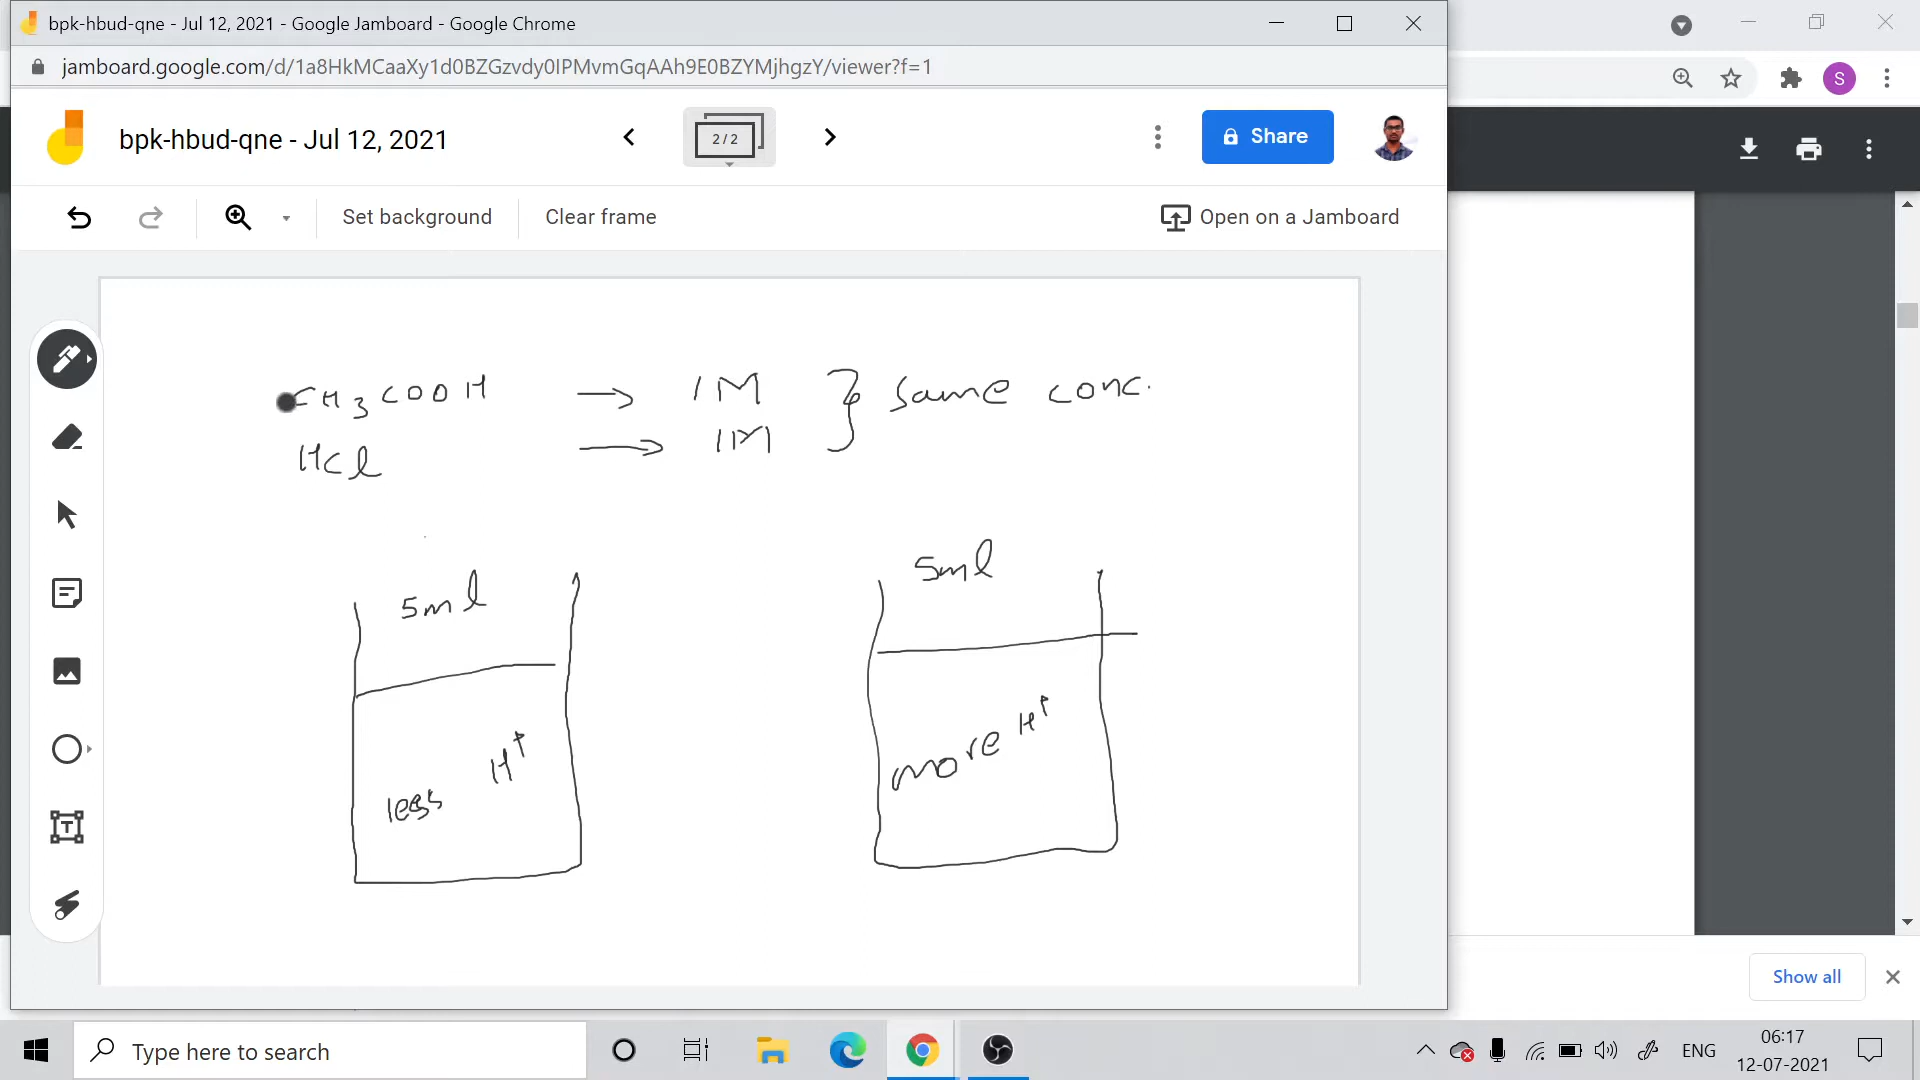 bpk-hbud-qne - Jul 12, 2021 - Google Jamboard - Google Chrome
jamboard.google.com/d/1a8HkMCaaXy1d0BZGzvdy0IPMvmGqAAh9E0BZYMjhgzY/viewer?f=1
S
bpk-hbud-qne - Jul 12, 2021
2 / 2
Share
Set background
Clear frame
Open on a Jamboard
CH3COOH → 1M } same conc.
HCl → 1M
5ml
5ml
less H+
more H+
T
Show all
Type here to search
ENG
06:17
12-07-2021